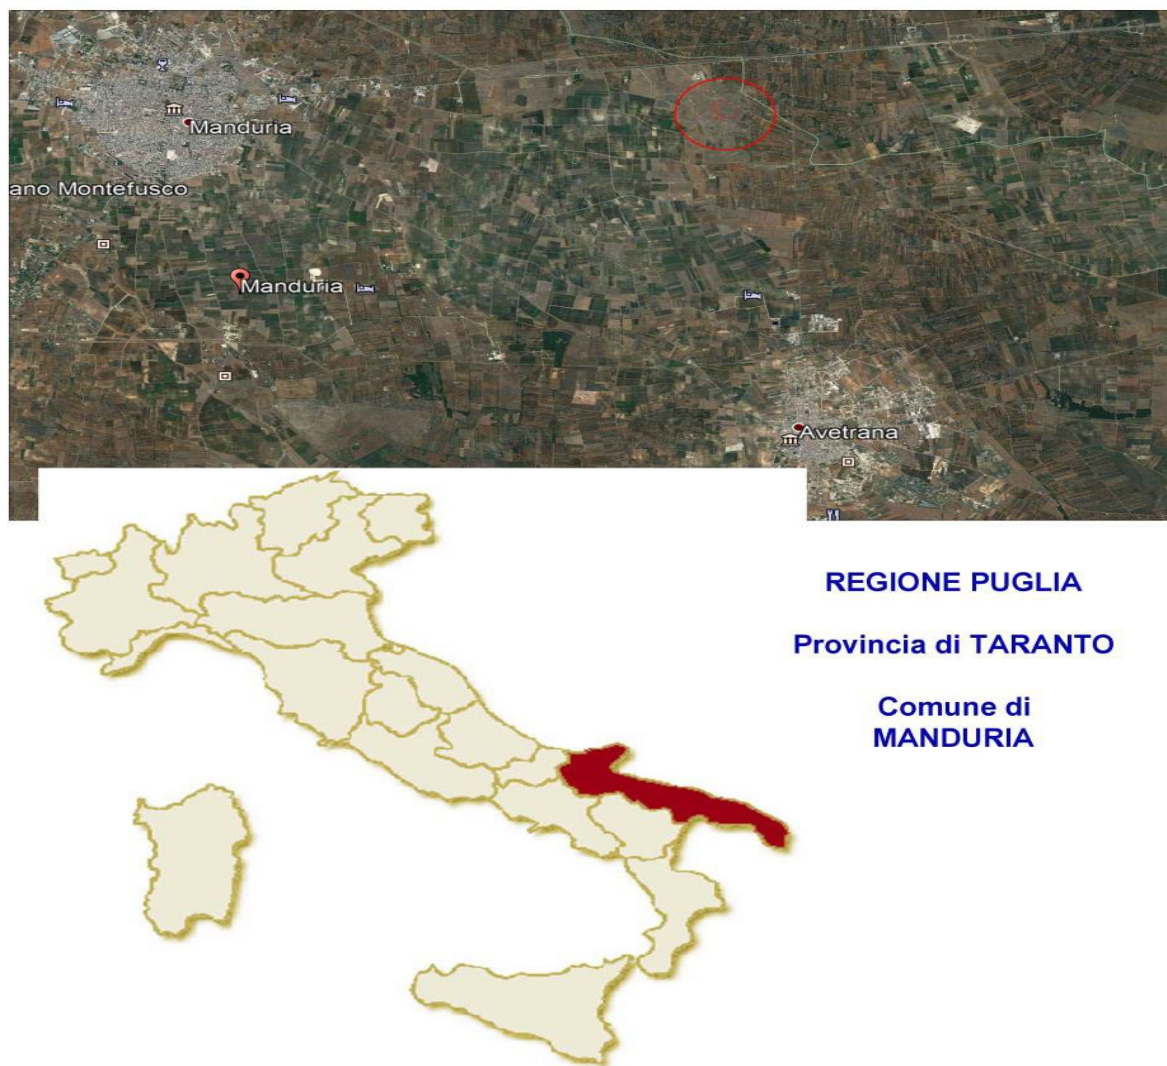 Manduria
ano Montefusco
Manduria
Avetrana
REGIONE PUGLIA
Provincia di TARANTO
Comune di
MANDURIA